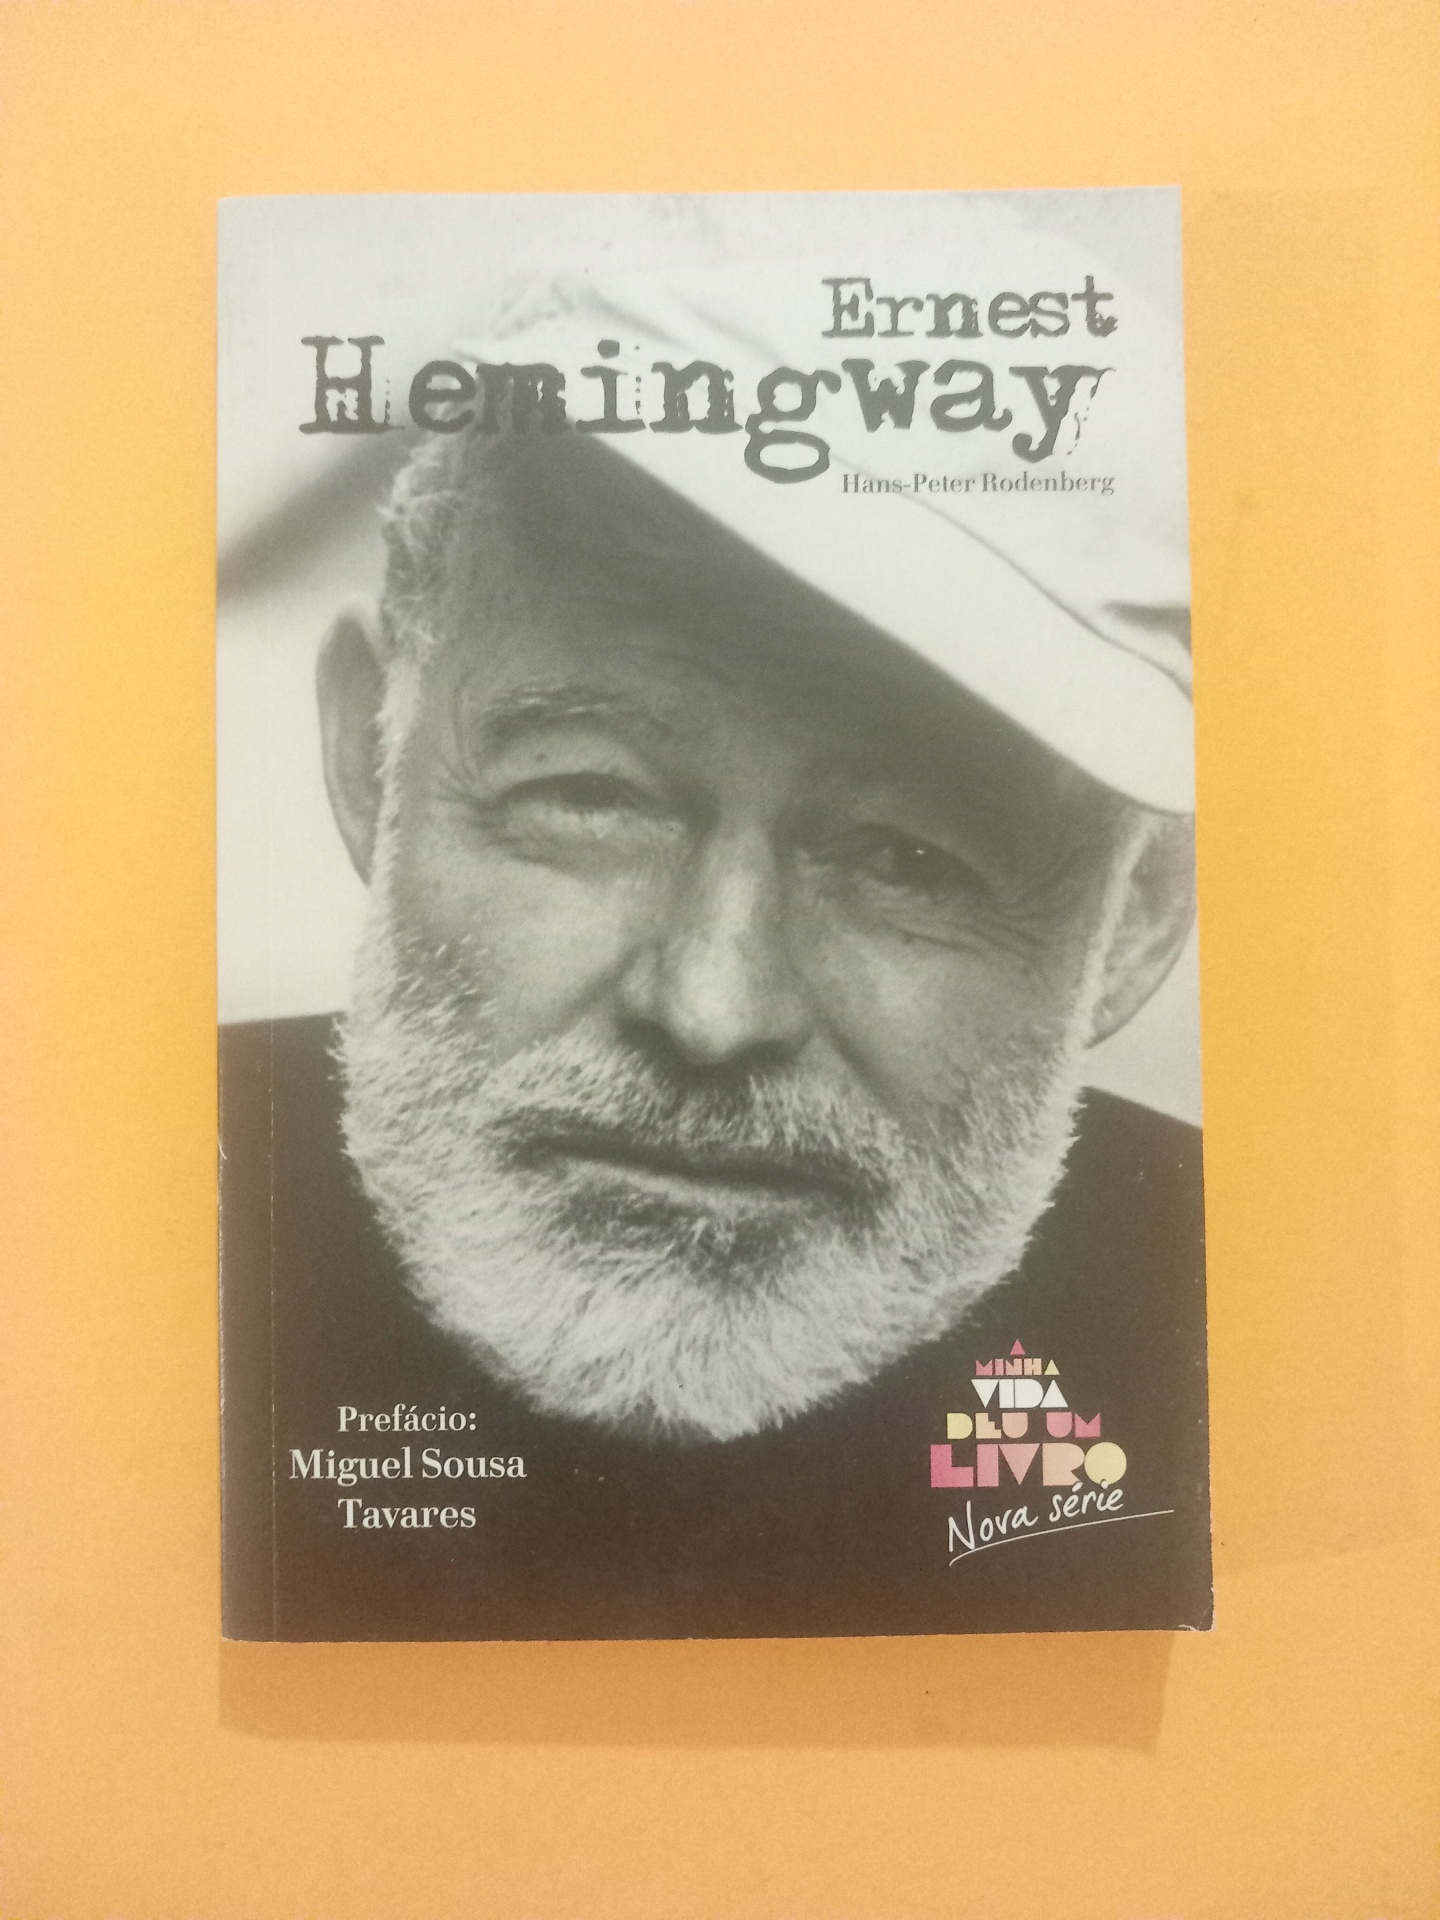 Ernest
Hemingway
Hans-Peter Rodenberg
Prefácio:
Miguel Sousa
Tavares
A
MINHA
VIDA
DEU UM
LIVRO
Nova série